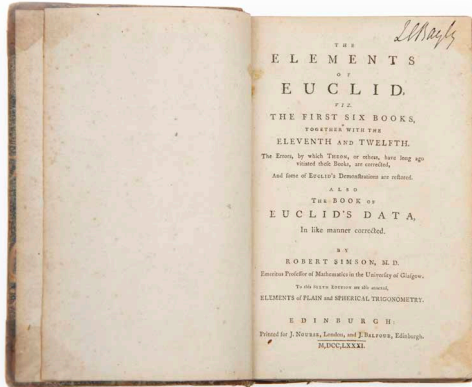 THE
ELEMENTS
OF
EUCLID,
VIZ.
THE FIRST SIX BOOKS,
TOGETHER WITH THE
ELEVENTH AND TWELFTH.
The Errors, by which THEON, or others, have long ago
vitiated these Books, are corrected,
And some of EUCLID's Demonstrations are restored.
ALSO
THE BOOK OF
EUCLID'S DATA,
In like manner corrected.
BY
ROBERT SIMSON, M. D.
Emeritus Professor of Mathematics in the University of Glasgow.
To this SIXTH EDITION are also annexed,
ELEMENTS of PLAIN and SPHERICAL TRIGONOMETRY.
EDINBURGH:
Printed for J. NOURSE, London, and J. BALFOUR, Edinburgh.
M,DCC,LXXXI.